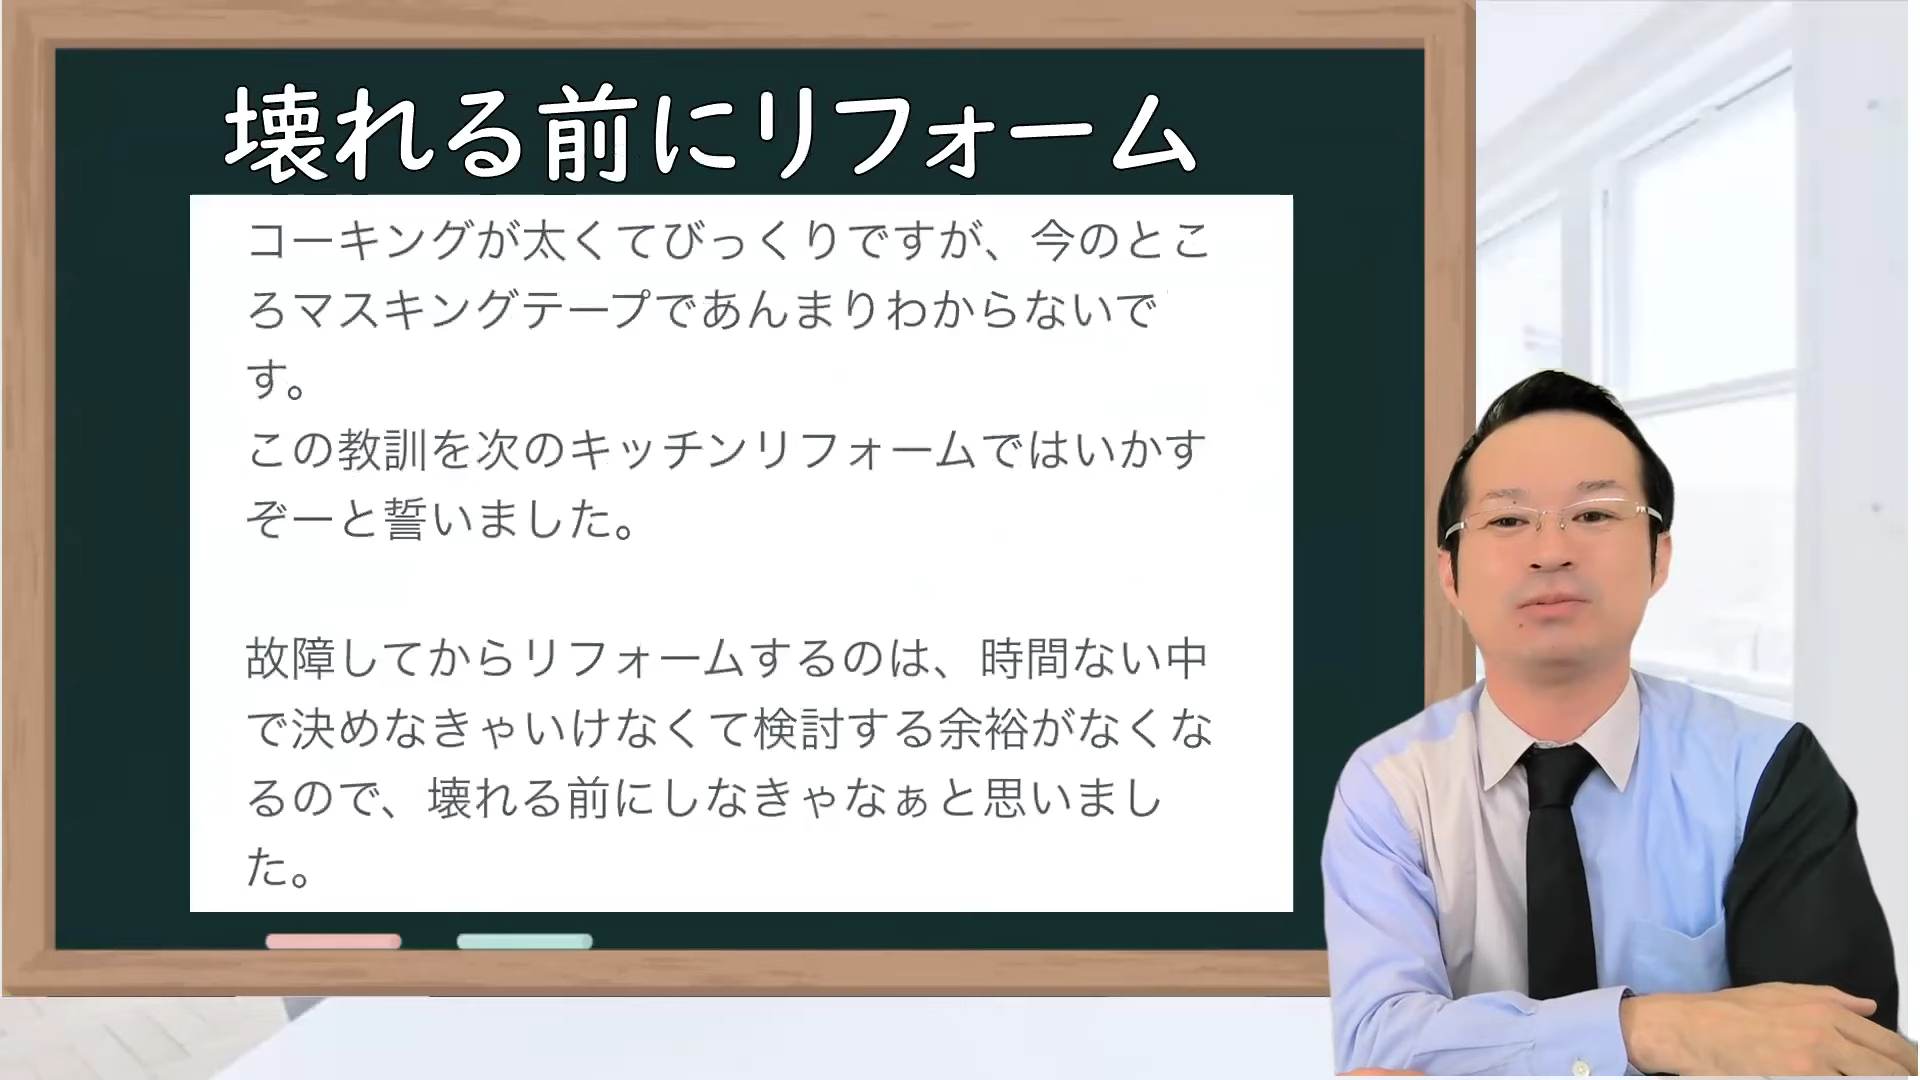 壊れる前にリフォーム
コーキングが太くてびっくりですが、今のとこ
ろマスキングテープであんまりわからないで
す。
この教訓を次のキッチンリフォームではいかす
ぞーと誓いました。
故障してからリフォームするのは、時間ない中
で決めなきゃいけなくて検討する余裕がなくな
るので、壊れる前にしなきゃなぁと思いまし
た。